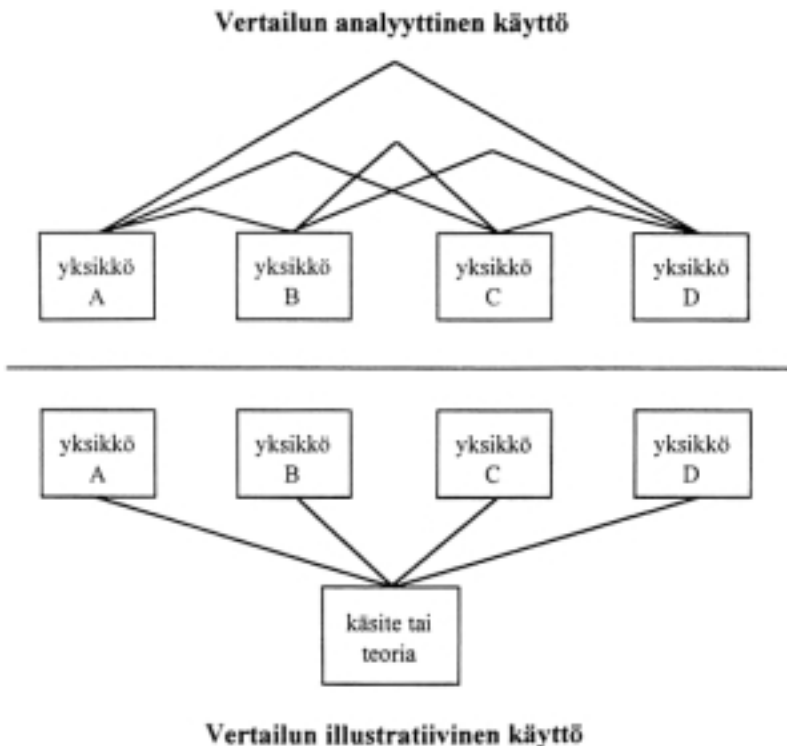 Vertailun analyyttinen käyttö
yksikkö
A
yksikkö
B
yksikkö
C
yksikkö
D
yksikkö
A
yksikkö
B
yksikkö
C
yksikkö
D
käsite tai
teoria
Vertailun illustratiivinen käyttö